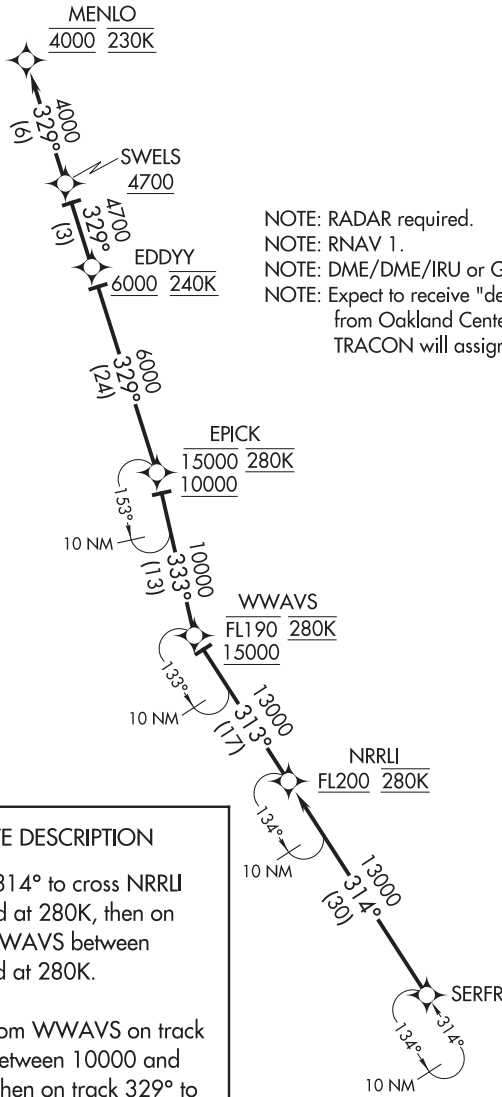 MENLO
4000 230K
4000
329°
(6)
SWELS
4700
4700
329°
(3)
EDDYY
6000 240K
NOTE: RADAR required.
NOTE: RNAV 1.
NOTE: DME/DME/IRU or G
NOTE: Expect to receive "de
from Oakland Cente
TRACON will assign
6000
329°
(24)
EPICK
15000 280K
10000
153°
10 NM
10000
333°
(13)
WWAVS
FL190 280K
15000
133°
10 NM
13000
313°
(17)
NRRLI
FL200 280K
134°
10 NM
13000
314°
(30)
SERFR
314°
134°
10 NM
TE DESCRIPTION
314° to cross NRRLI
d at 280K, then on
WWAVS between
d at 280K.
om WWAVS on track
etween 10000 and
hen on track 329° to